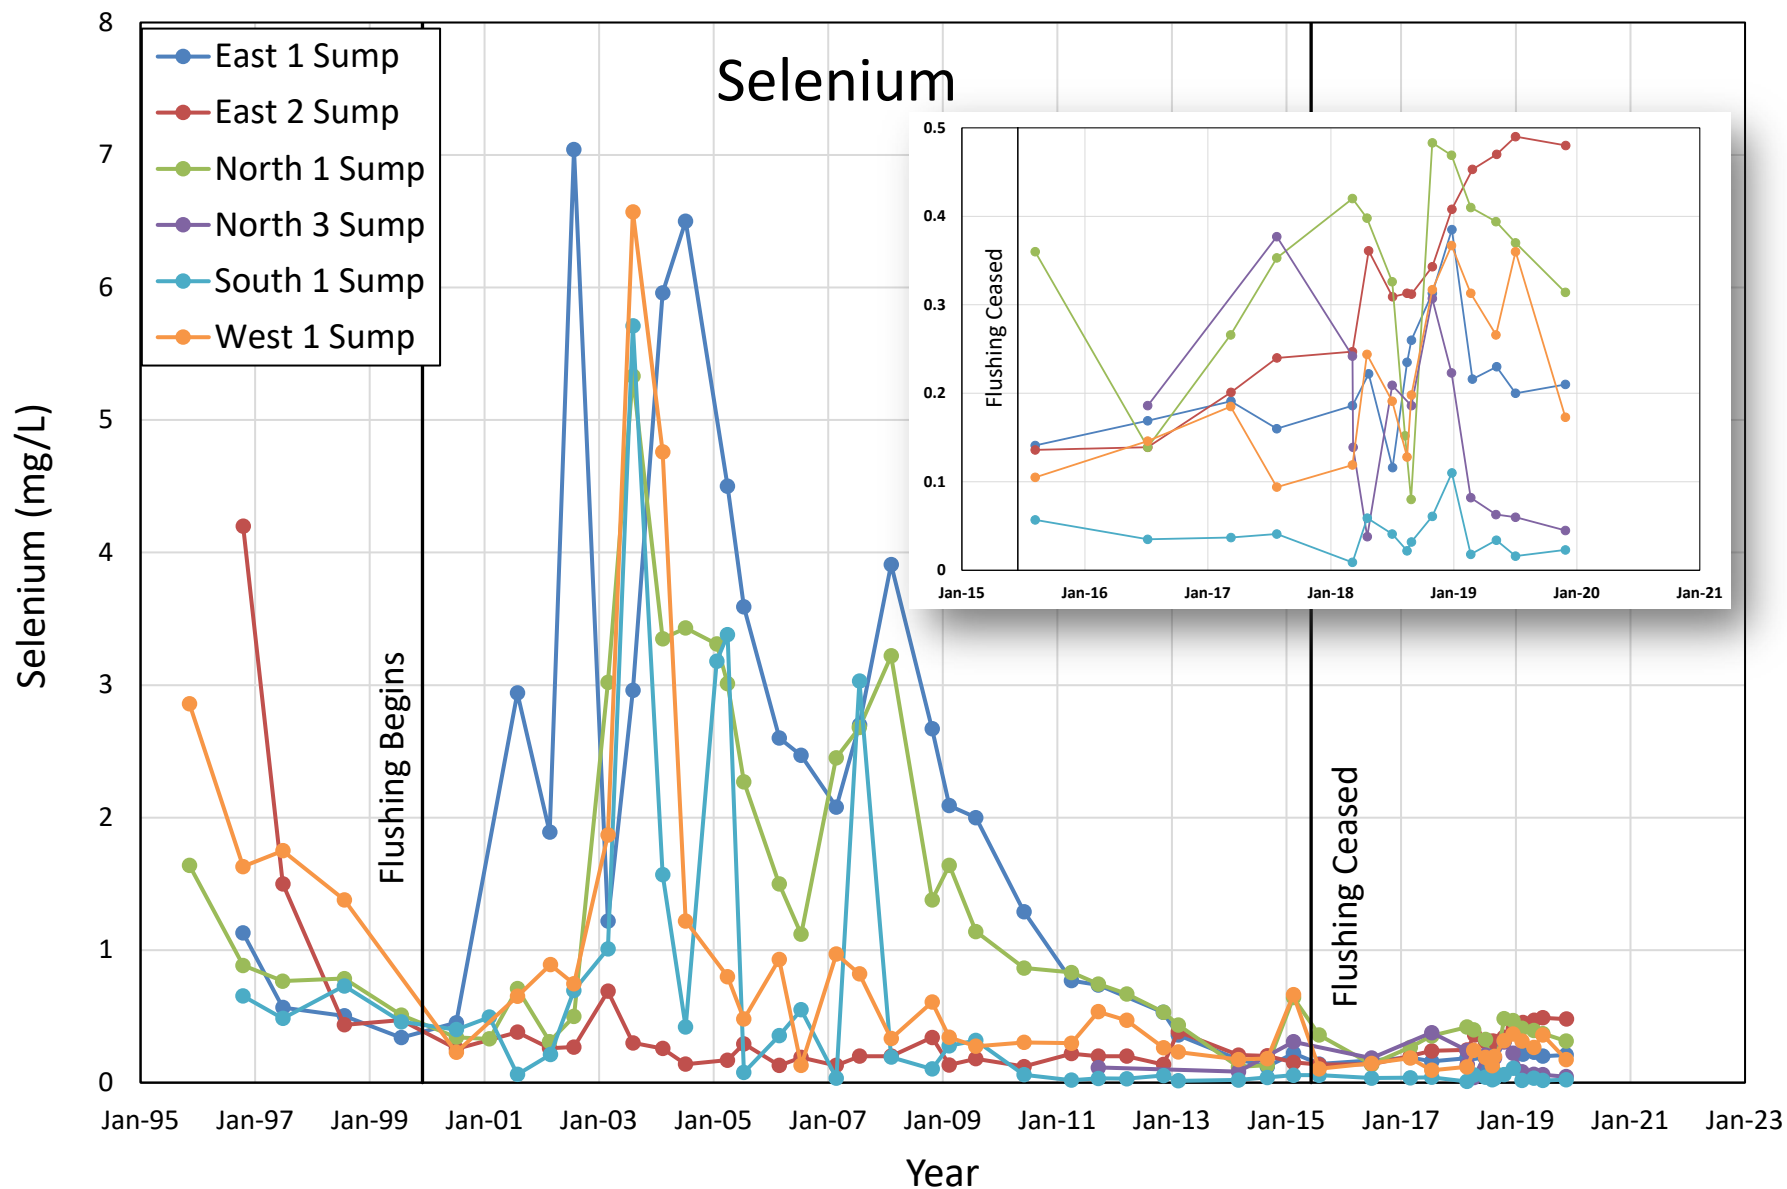 Selenium
East 1 Sump
East 2 Sump
North 1 Sump
North 3 Sump
South 1 Sump
West 1 Sump
8
7
6
5
4
3
2
1
0
Selenium (mg/L)
Flushing Begins
Flushing Ceased
0.5
0.4
0.3
0.2
0.1
0
Flushing Ceased
Jan-15 Jan-16 Jan-17 Jan-18 Jan-19 Jan-20 Jan-21
Jan-95 Jan-97 Jan-99 Jan-01 Jan-03 Jan-05 Jan-07 Jan-09 Jan-11 Jan-13 Jan-15 Jan-17 Jan-19 Jan-21 Jan-23
Year